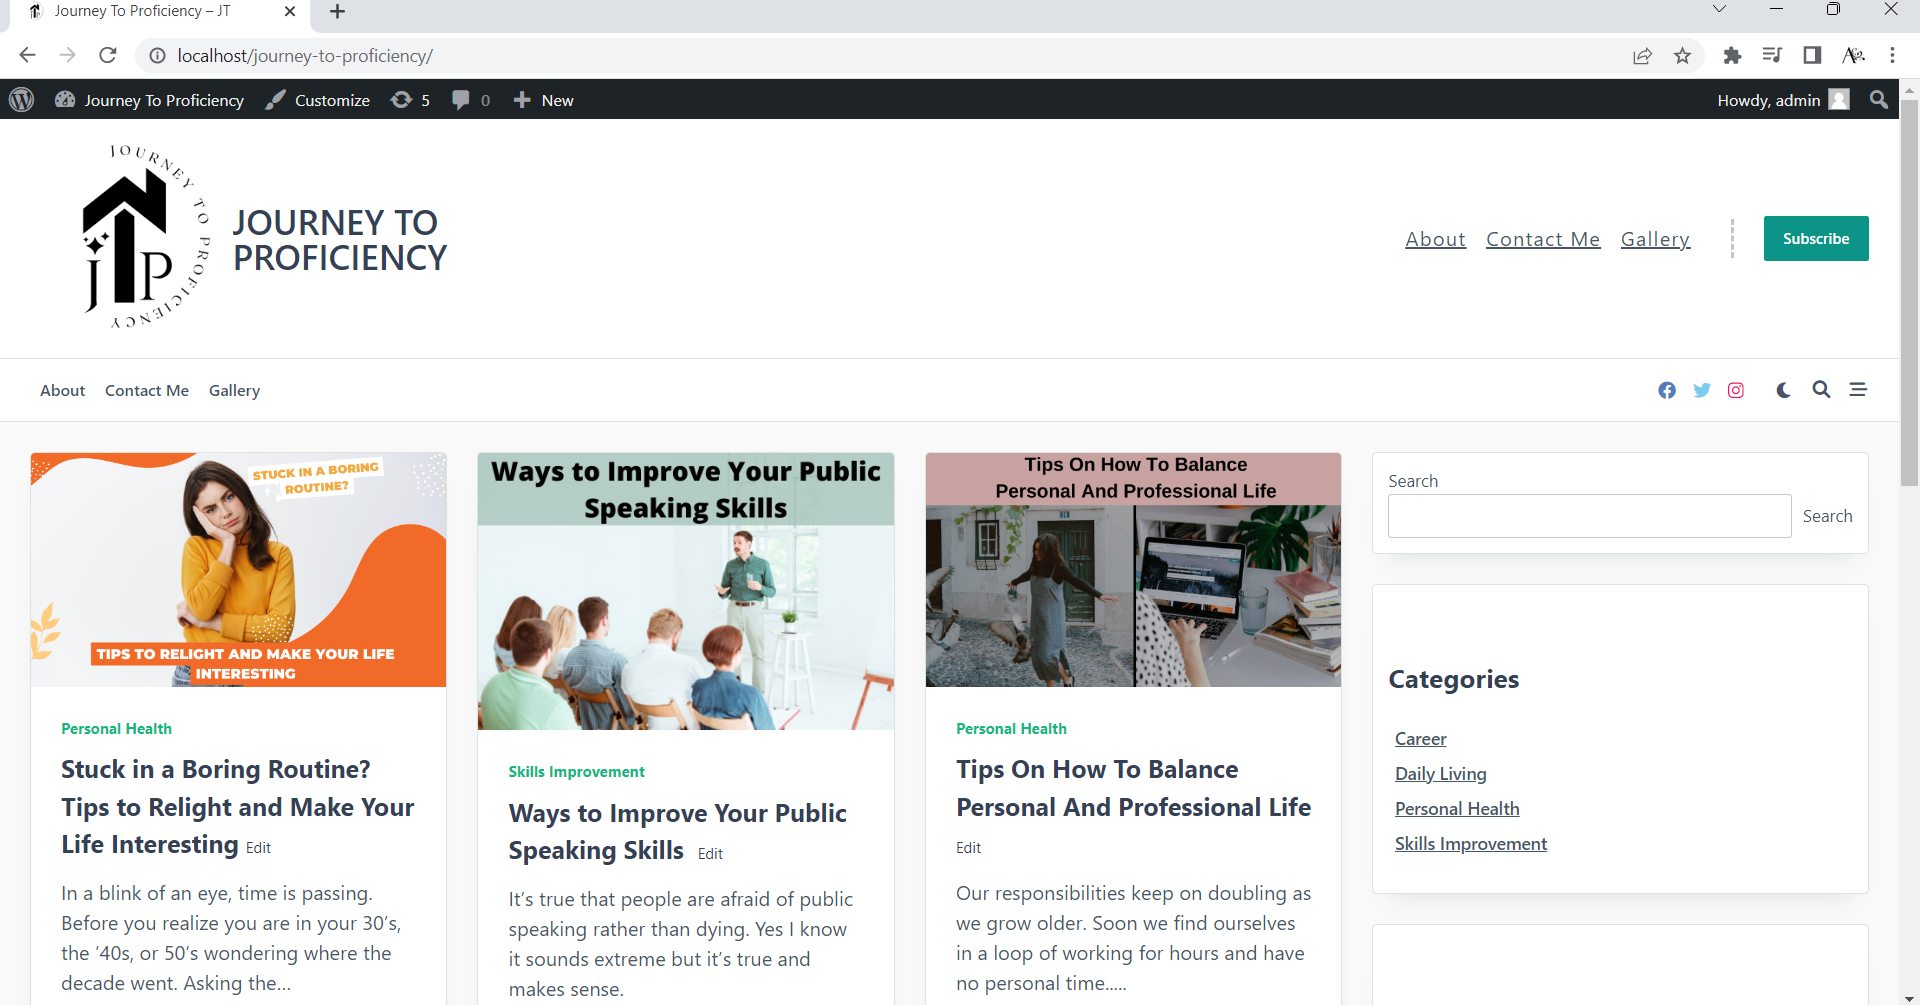 Journey To Proficiency – JT
localhost/journey-to-proficiency/
Journey To Proficiency Customize 5 0 New Howdy, admin
JOURNEY TO PROFICIENCY
J P
JOURNEY TO
PROFICIENCY
About Contact Me Gallery Subscribe
About Contact Me Gallery
STUCK IN A BORING
ROUTINE?
TIPS TO RELIGHT AND MAKE YOUR LIFE
INTERESTING
Personal Health
Stuck in a Boring Routine?
Tips to Relight and Make Your
Life Interesting Edit
In a blink of an eye, time is passing.
Before you realize you are in your 30’s,
the ’40s, or 50’s wondering where the
decade went. Asking the...
Ways to Improve Your Public
Speaking Skills
Skills Improvement
Ways to Improve Your Public
Speaking Skills Edit
It’s true that people are afraid of public
speaking rather than dying. Yes I know
it sounds extreme but it’s true and
makes sense.
Tips On How To Balance
Personal And Professional Life
Personal Health
Tips On How To Balance
Personal And Professional Life
Edit
Our responsibilities keep on doubling as
we grow older. Soon we find ourselves
in a loop of working for hours and have
no personal time.....
Search
Search
Categories
Career
Daily Living
Personal Health
Skills Improvement